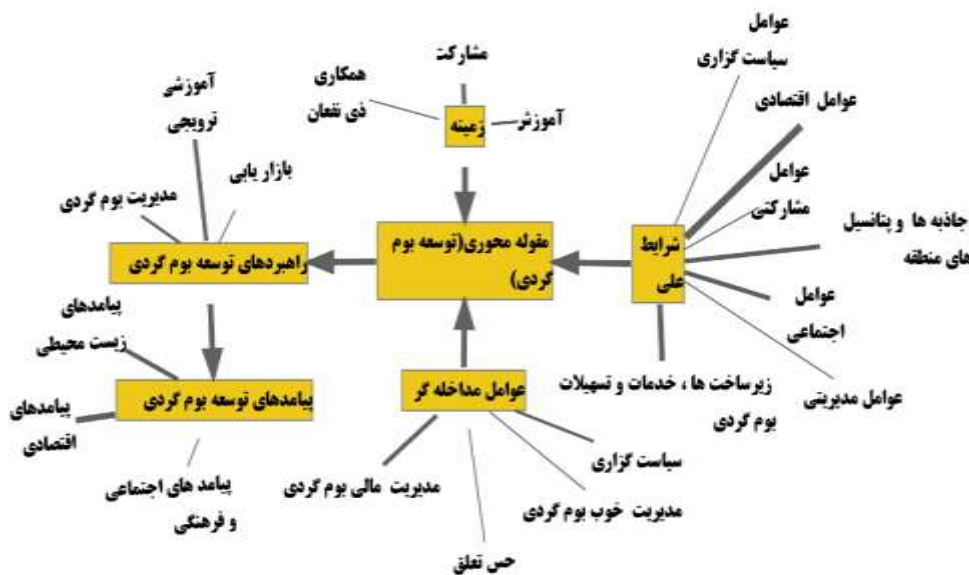 عوامل
سیاست گزاری
عوامل اقتصادی
عوامل
مشارکتی
جاذبه ها و پتانسیل
های منطقه
عوامل
اجتماعی
عوامل مدیریتی
زیرساخت ها ، خدمات و تسهیلات
بوم گردی
شرایط
علی
مشارکت
همکاری
ذی نفعان
آموزش
زمینه
مقوله محوری(توسعه بوم
گردی)
عوامل مداخله گر
سیاست گزاری
مدیریت خوب بوم گردی
حس تعلق
مدیریت مالی بوم گردی
آموزشی
ترویجی
بازار یابی
مدیریت بوم گردی
راهبردهای توسعه بوم گردی
پیامدهای
زیست محیطی
پیامدهای توسعه بوم گردی
پیامدهای
اقتصادی
پیامد های اجتماعی
و فرهنگی